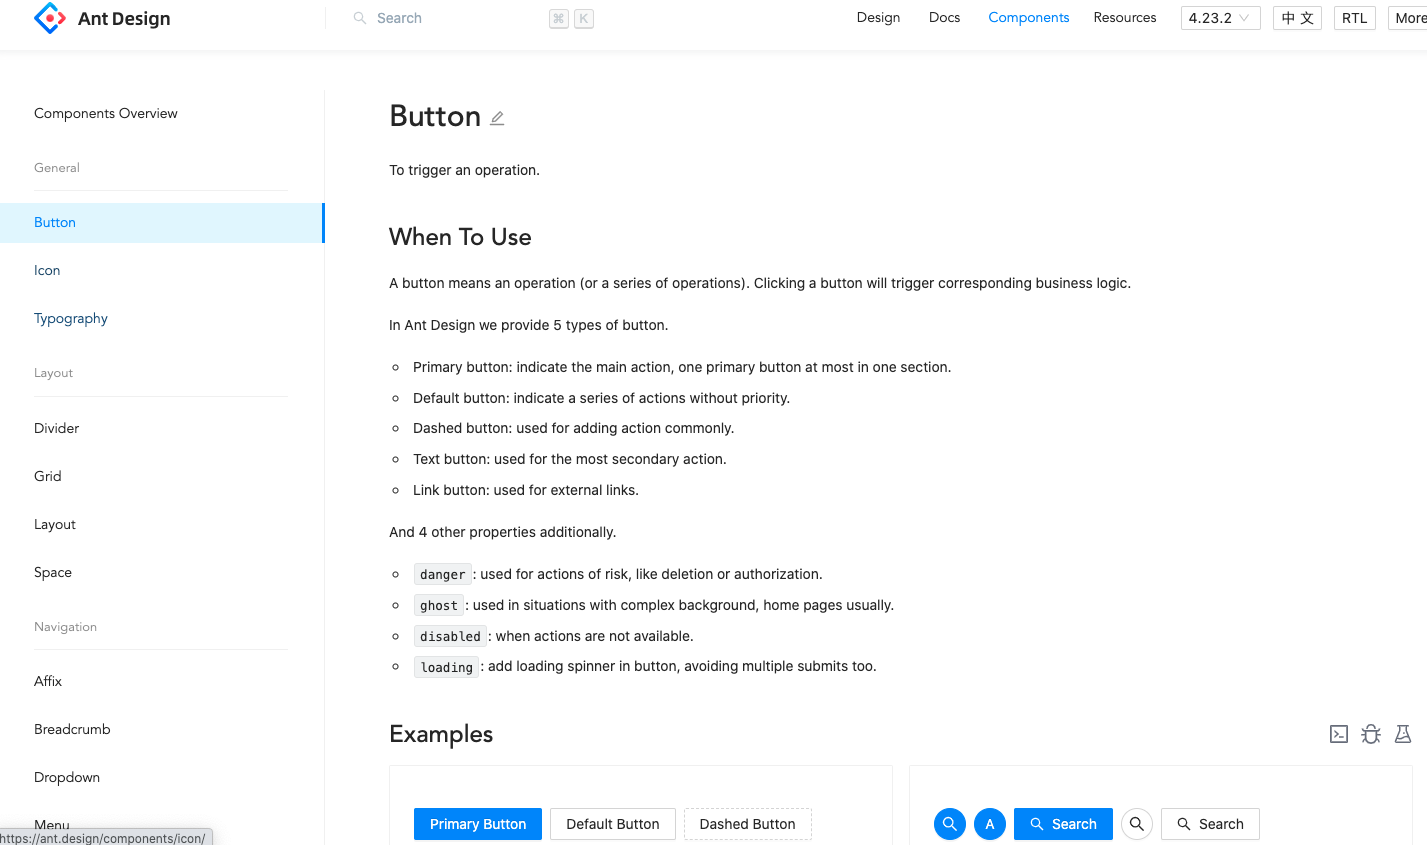 Ant Design
Search
⌘ K
Design Docs Components Resources 4.23.2 中 文 RTL More
Components Overview
General
Button
Icon
Typography
Layout
Divider
Grid
Layout
Space
Navigation
Affix
Breadcrumb
Dropdown
Menu
https://ant.design/components/icon/
Button
To trigger an operation.
When To Use
A button means an operation (or a series of operations). Clicking a button will trigger corresponding business logic.
In Ant Design we provide 5 types of button.
Primary button: indicate the main action, one primary button at most in one section.
Default button: indicate a series of actions without priority.
Dashed button: used for adding action commonly.
Text button: used for the most secondary action.
Link button: used for external links.
And 4 other properties additionally.
danger : used for actions of risk, like deletion or authorization.
ghost : used in situations with complex background, home pages usually.
disabled : when actions are not available.
loading : add loading spinner in button, avoiding multiple submits too.
Examples
Primary Button Default Button Dashed Button
A Search Search